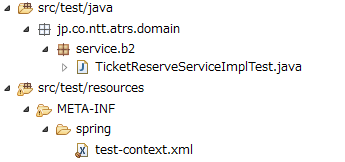 src/test/java
jp.co.ntt.atrs.domain
service.b2
TicketReserveServiceImplTest.java
src/test/resources
META-INF
spring
test-context.xml